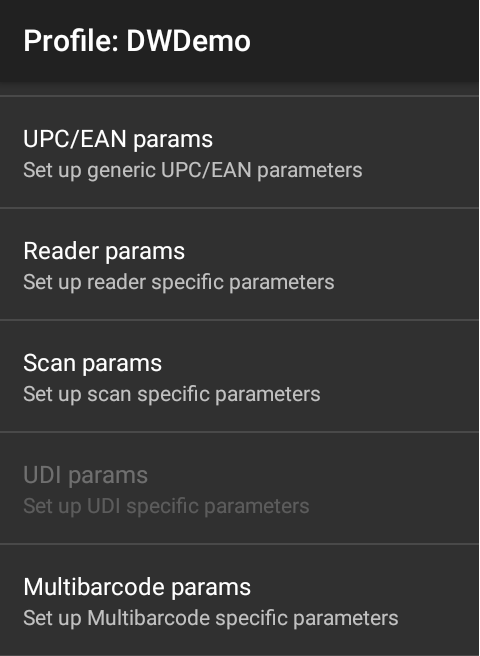 Profile: DWDemo
UPC/EAN params
Set up generic UPC/EAN parameters
Reader params
Set up reader specific parameters
Scan params
Set up scan specific parameters
UDI params
Set up UDI specific parameters
Multibarcode params
Set up Multibarcode specific parameters